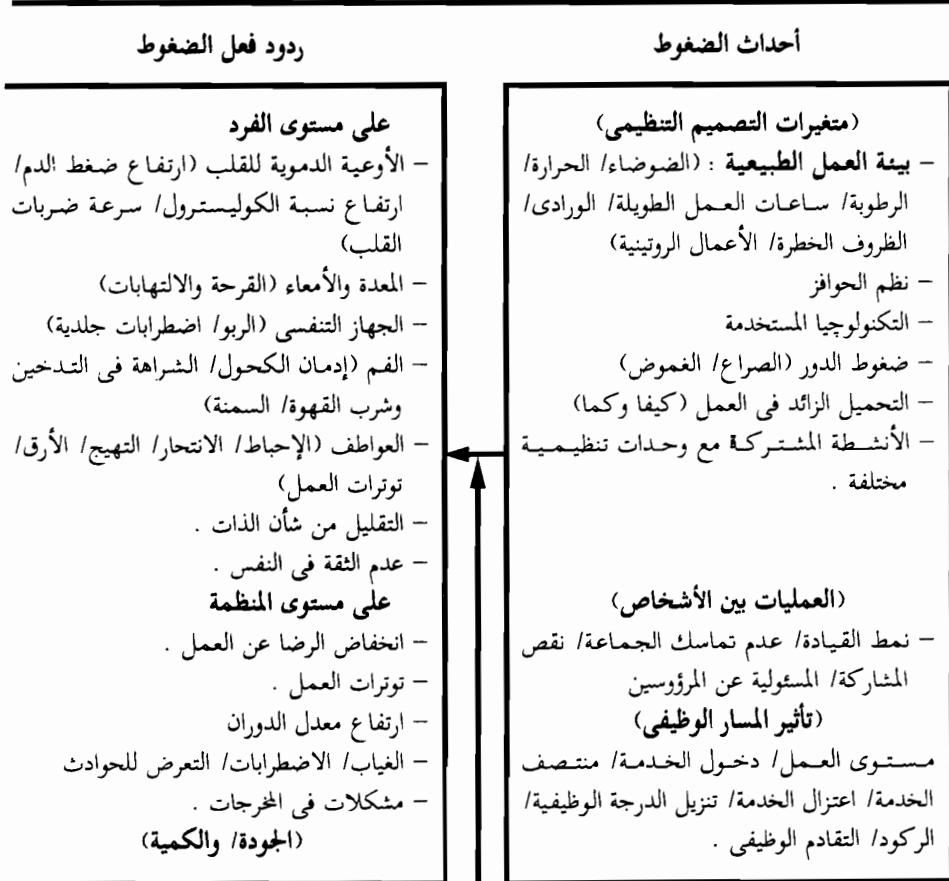 أحداث الضغوط
(متغيرات التصميم التنظيمى)
– بيئة العمل الطبيعية : (الضوضاء/ الحرارة/
الرطوبة/ ساعات العمل الطويلة/ الورادى/
الظروف الخطرة/ الأعمال الروتينية)
– نظم الحوافز
– التكنولوجيا المستخدمة
– ضغوط الدور (الصراع/ الغموض)
– التحميل الزائد فى العمل (كيفا وكما)
– الأنشطة المشتركة مع وحدات تنظيمية
مختلفة .
(العمليات بين الأشخاص)
– نمط القيادة/ عدم تماسك الجماعة/ نقص
المشاركة/ المسئولية عن المرؤوسين
(تأثير المسار الوظيفى)
مستوى العمل/ دخول الخدمة/ منتصف
الخدمة/ اعتزال الخدمة/ تنزيل الدرجة الوظيفية/
الركود/ التقادم الوظيفى .
ردود فعل الضغوط
على مستوى الفرد
– الأوعية الدموية للقلب (ارتفاع ضغط الدم/
ارتفاع نسبة الكوليسترول/ سرعة ضربات
القلب)
– المعدة والأمعاء (القرحة والالتهابات)
– الجهاز التنفسى (الربو/ اضطرابات جلدية)
– الفم (إدمان الكحول/ الشراهة فى التدخين
وشرب القهوة/ السمنة)
– العواطف (الإحباط/ الانتحار/ التهيج/ الأرق/
توترات العمل)
– التقليل من شأن الذات .
– عدم الثقة فى النفس .
على مستوى المنظمة
– انخفاض الرضا عن العمل .
– توترات العمل .
– ارتفاع معدل الدوران
– الغياب/ الاضطرابات/ التعرض للحوادث
– مشكلات فى المخرجات .
(الجودة/ والكمية)